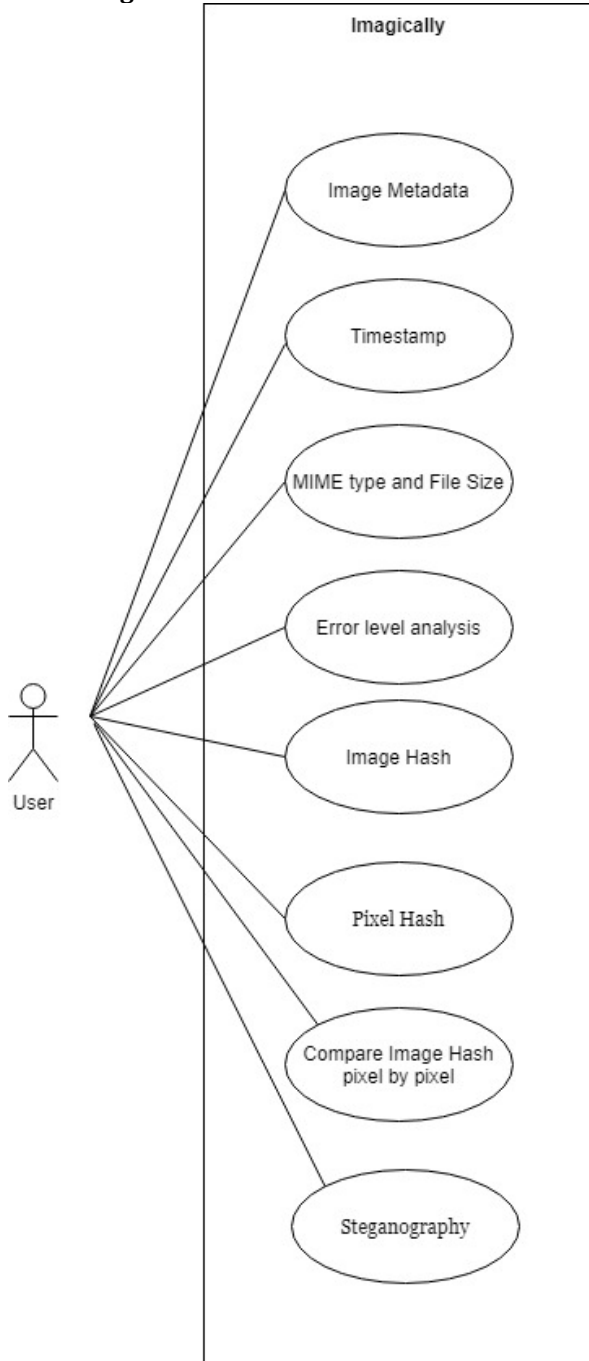 Imagically
Image Metadata
Timestamp
MIME type and File Size
Error level analysis
Image Hash
User
Pixel Hash
Compare Image Hash
pixel by pixel
Steganography